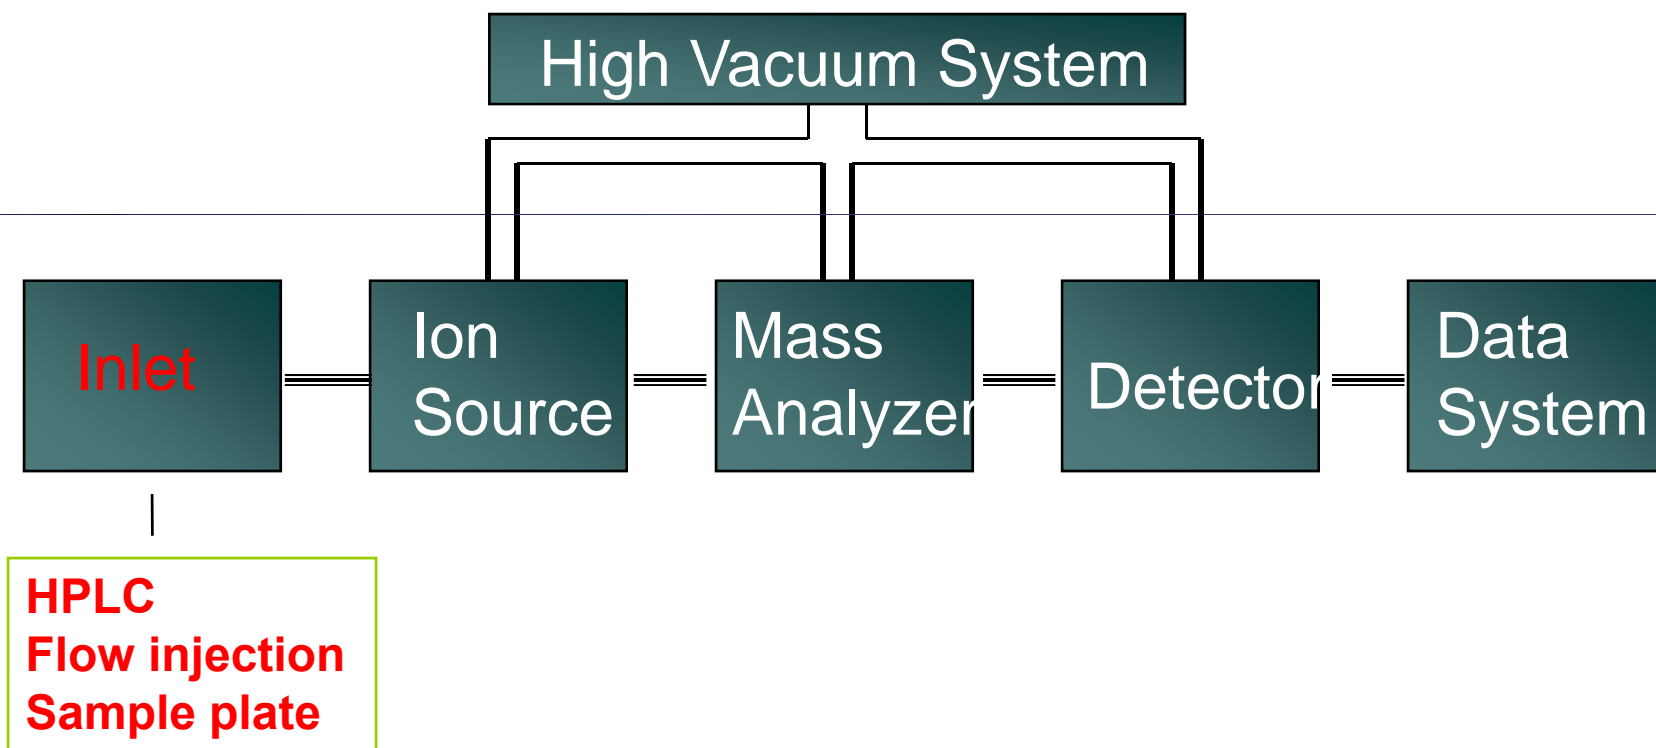 High Vacuum System
Inlet
Ion
Source
Mass
Analyzer
Detector
Data
System
HPLC
Flow injection
Sample plate